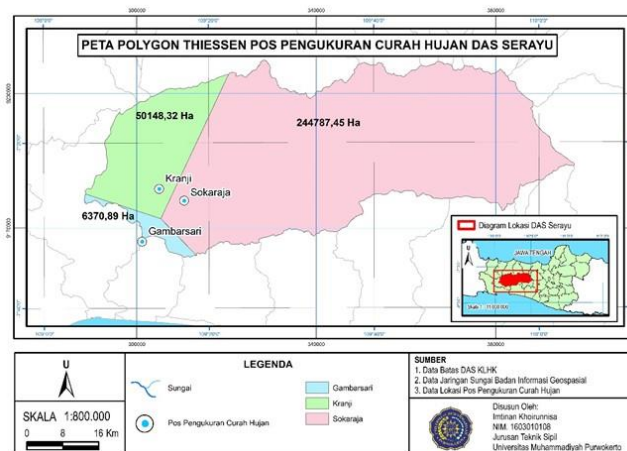 PETA POLYGON THIESSEN POS PENGUKURAN CURAH HUJAN DAS SERAYU
50148,32 Ha
244787,45 Ha
Kranji
Sokaraja
6370,89 Ha
Gambarsari
Diagram Lokasi DAS Serayu
JAWA TENGAH
U
SKALA 1:800.000
0 8 16 Km
LEGENDA
Sungai
Pos Pengukuran Curah Hujan
Gambarsari
Kranji
Sokaraja
SUMBER
1. Data Batas DAS KLHK
2. Data Jaringan Sungai Badan Informasi Geospasial
3. Data Lokasi Pos Pengukuran Curah Hujan
Disusun Oleh:
Imtinan Khoirunnisa
NIM. 1603010108
Jurusan Teknik Sipil
Universitas Muhammadiyah Purwokerto